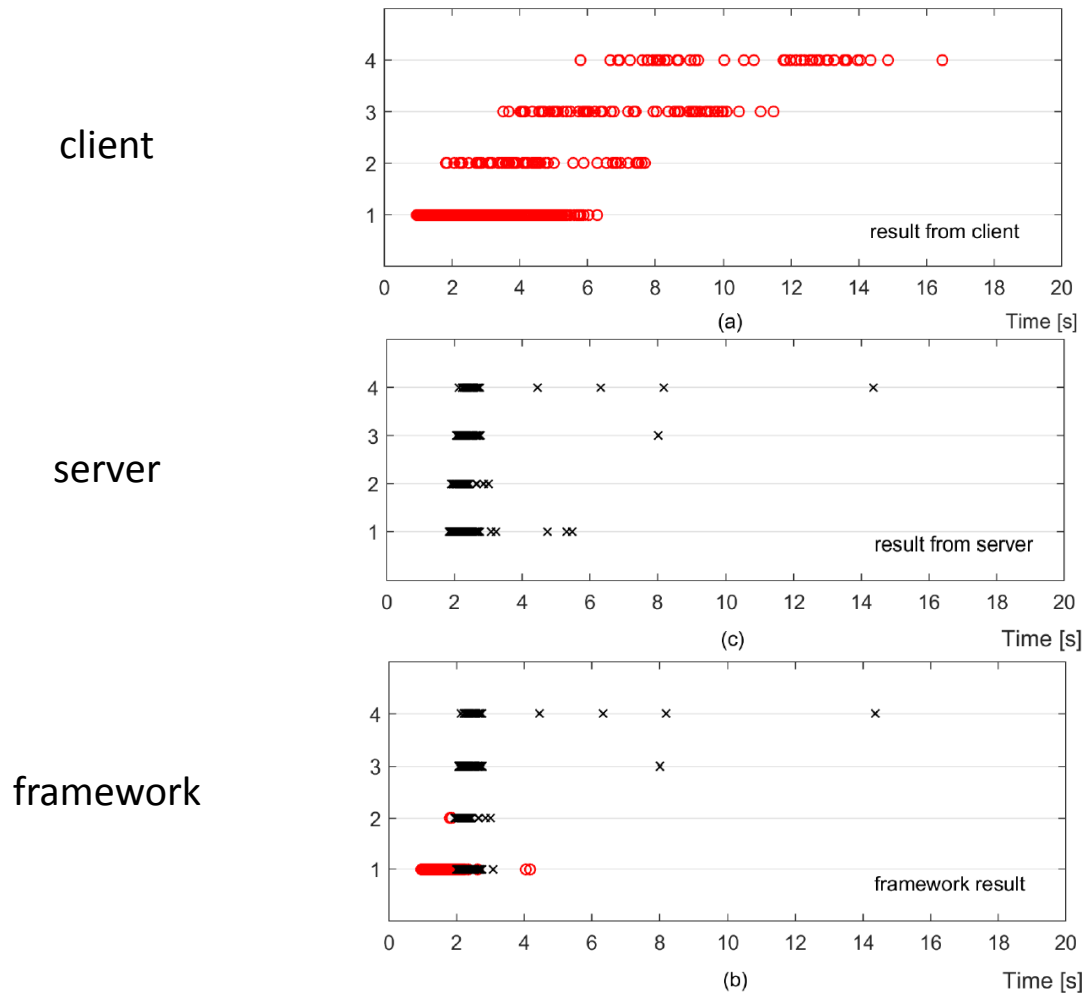 client
4
3
2
1
result from client
0 2 4 6 8 10 12 14 16 18 20
(a) Time [s]
server
4
3
2
1
result from server
0 2 4 6 8 10 12 14 16 18 20
(c) Time [s]
framework
4
3
2
1
framework result
0 2 4 6 8 10 12 14 16 18 20
(b) Time [s]